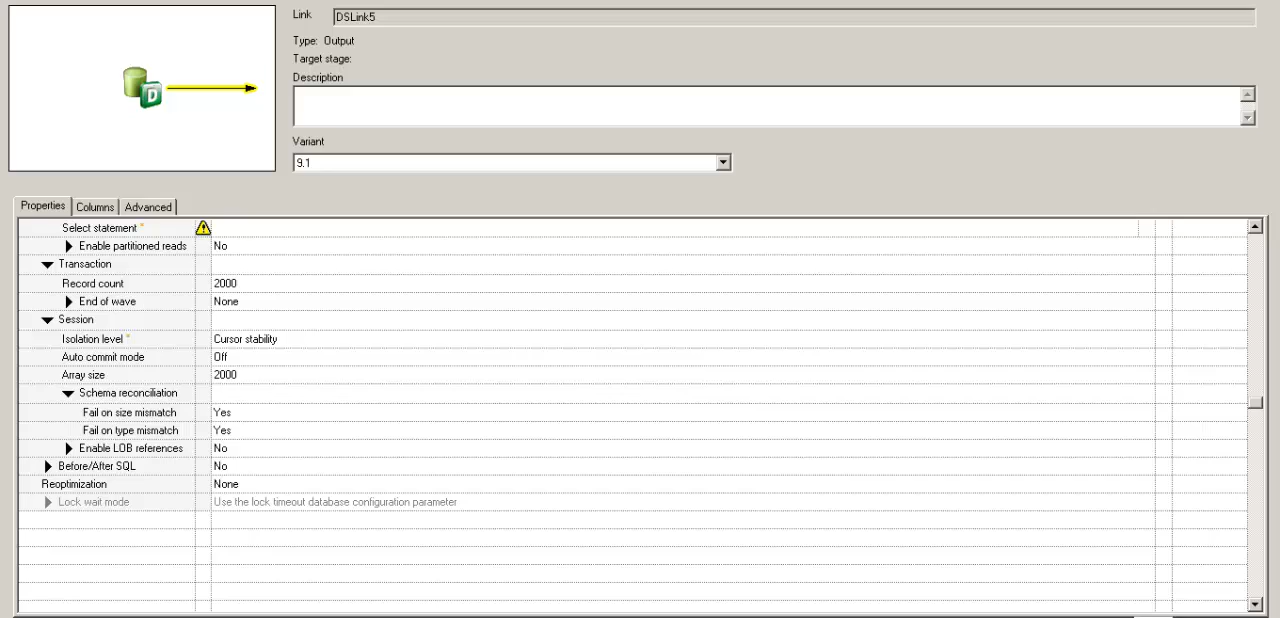 Link DSLink5
Type: Output
Target stage:
Description
Variant
9.1
Properties Columns Advanced
Select statement *
Enable partitioned reads No
Transaction
Record count 2000
End of wave None
Session
Isolation level * Cursor stability
Auto commit mode Off
Array size 2000
Schema reconciliation
Fail on size mismatch Yes
Fail on type mismatch Yes
Enable LOB references No
Before/After SQL No
Reoptimization None
Lock wait mode Use the lock timeout database configuration parameter
D